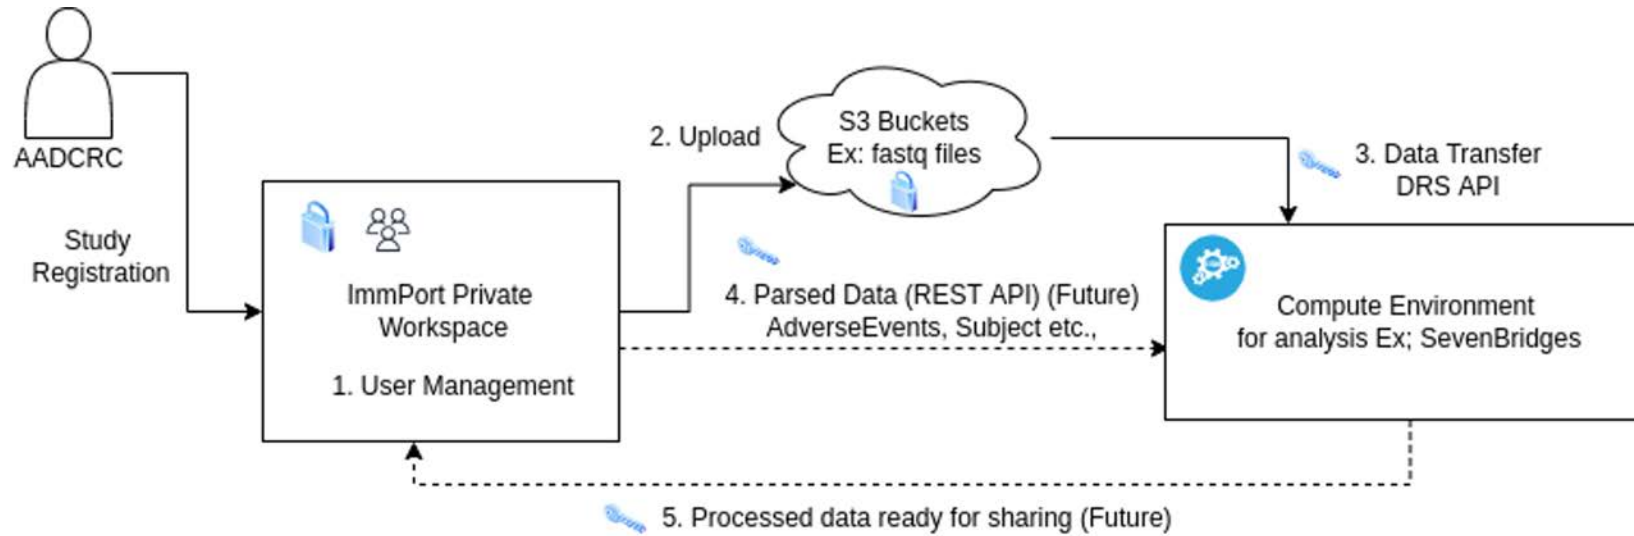 AADCRC
Study
Registration
ImmPort Private
Workspace
1. User Management
2. Upload
S3 Buckets
Ex: fastq files
3. Data Transfer
DRS API
4. Parsed Data (REST API) (Future)
AdverseEvents, Subject etc.,
Compute Environment
for analysis Ex; SevenBridges
5. Processed data ready for sharing (Future)